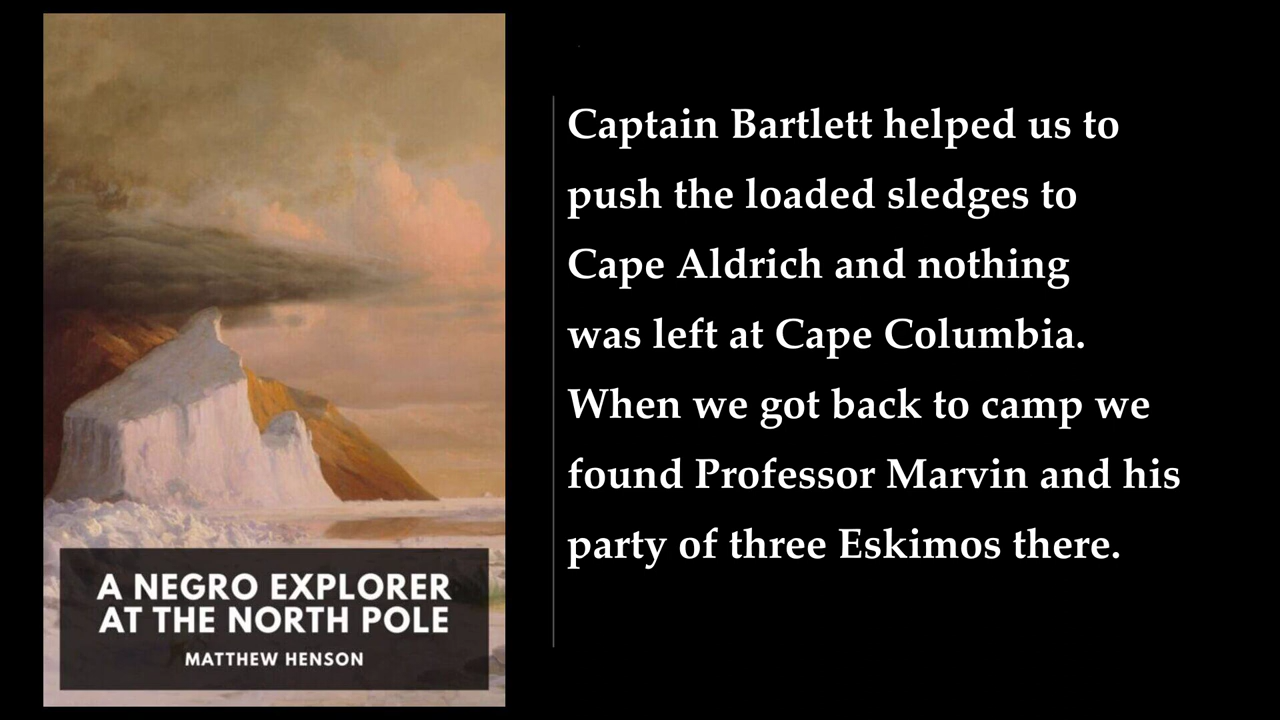 Captain Bartlett helped us to
push the loaded sledges to
Cape Aldrich and nothing
was left at Cape Columbia.
When we got back to camp we
found Professor Marvin and his
party of three Eskimos there.
A NEGRO EXPLORER
AT THE NORTH POLE
MATTHEW HENSON